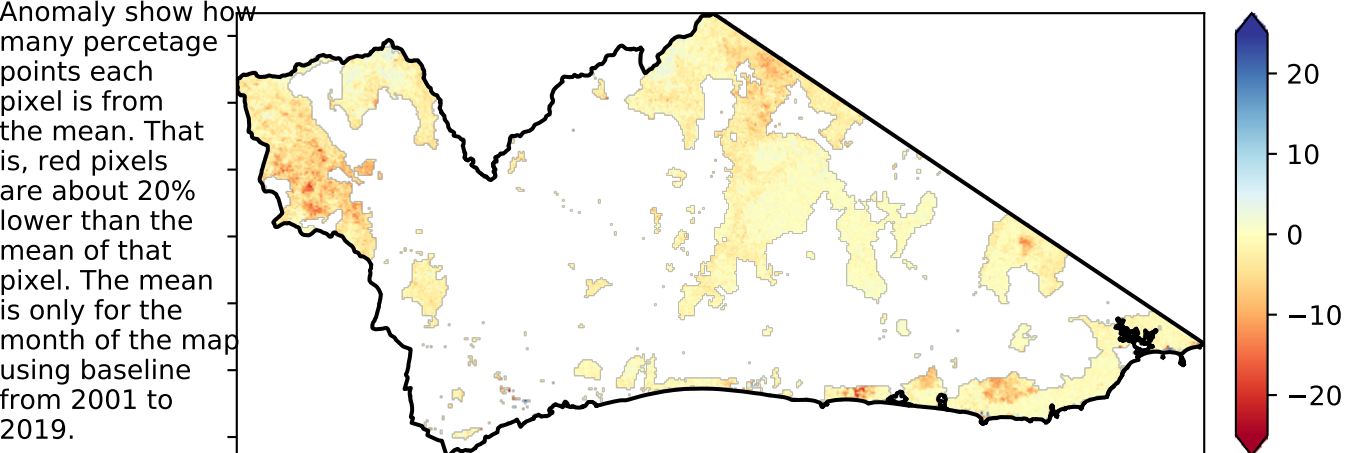 Anomaly show how
many percetage
points each
pixel is from
the mean. That
is, red pixels
are about 20%
lower than the
mean of that
pixel. The mean
is only for the
month of the map
using baseline
from 2001 to
2019.
20
10
0
−10
−20